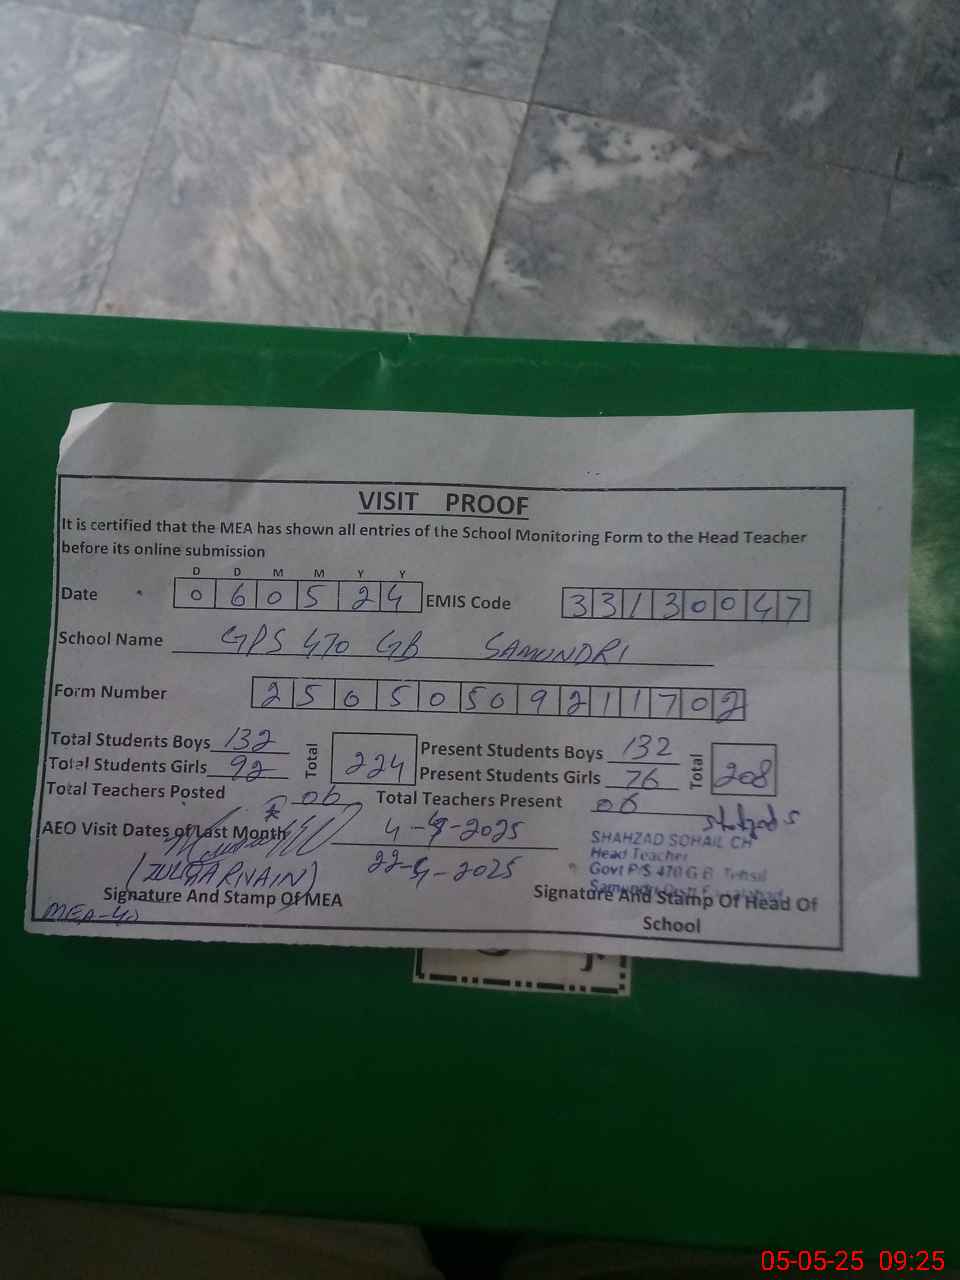 VISIT PROOF
It is certified that the MEA has shown all entries of the School Monitoring Form to the Head Teacher
before its online submission
D D M M Y Y
Date 0 6 0 5 2 4 EMIS Code 3 3 1 3 0 0 4 7
School Name GPS 470 GB SAMUNDRI
Form Number 2 5 0 5 0 5 0 9 2 1 1 7 0 2
Total Students Boys 132 Total 224 Present Students Boys 132 Total 208
Total Students Girls 92 Present Students Girls 76
Total Teachers Posted 06 Total Teachers Present 06
AEO Visit Dates of Last Month 4-4-2025
22-4-2025
SHAHZAD SOHAIL CH
Head Teacher
Govt P/S 470 G.B. Tehsil
(ZULQARNAIN)
Signature And Stamp Of MEA
Signature And Stamp Of Head Of
School
05-05-25 09:25